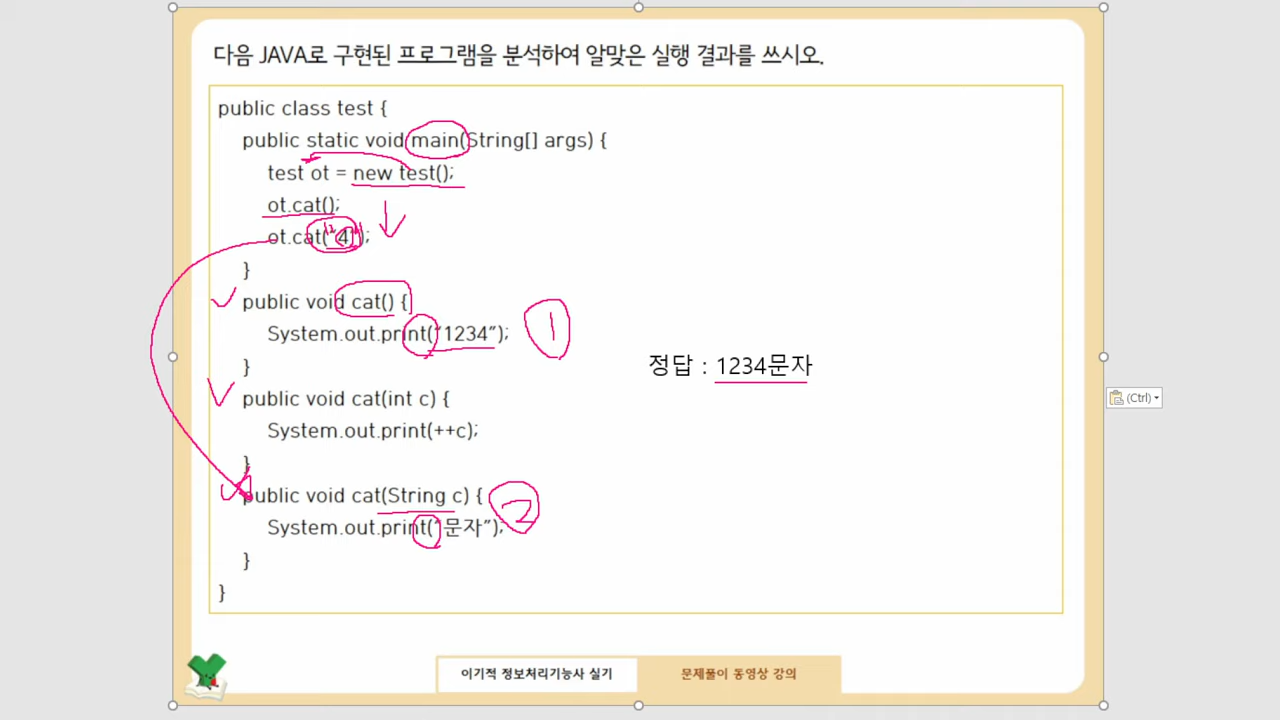 다음 JAVA로 구현된 프로그램을 분석하여 알맞은 실행 결과를 쓰시오.
public class test {
public static void main(String[] args) {
test ot = new test();
ot.cat();
ot.cat("4");
}
public void cat() {
System.out.print("1234");
}
public void cat(int c) {
System.out.print(++c);
}
public void cat(String c) {
System.out.print("문자");
}
}
1
2
정답 : 1234문자
(Ctrl)
이기적 정보처리기능사 실기
문제풀이 동영상 강의